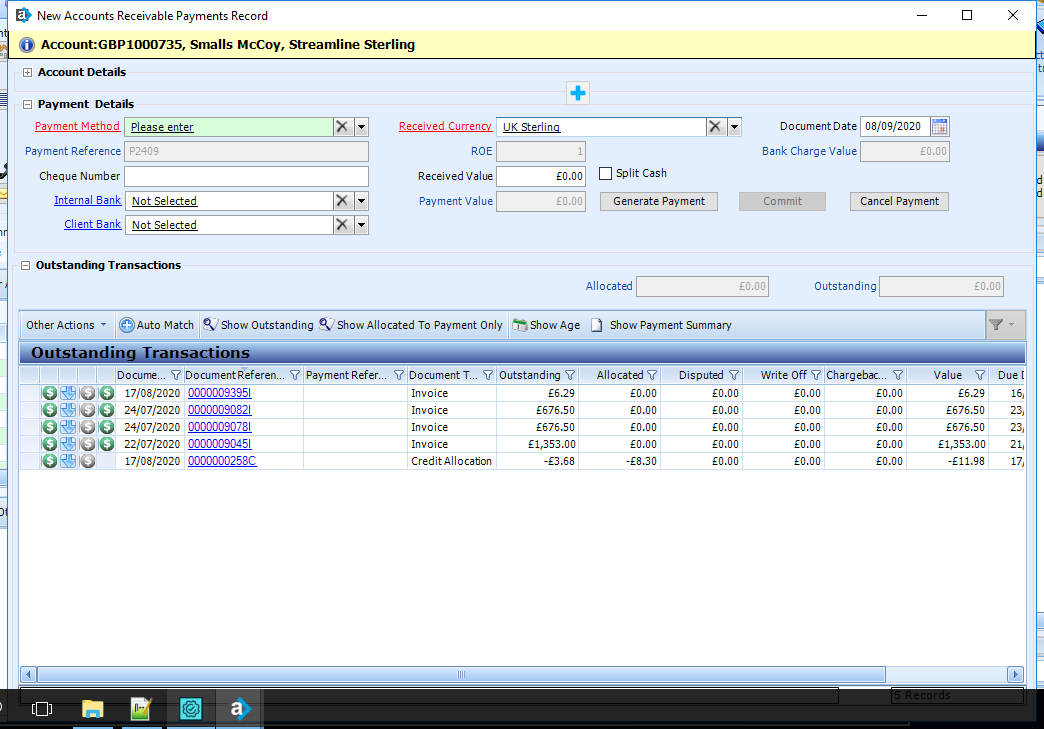 New Accounts Receivable Payments Record
Account:GBP1000735, Smalls McCoy, Streamline Sterling
Account Details
Payment Details
Payment Method Please enter Received Currency UK Sterling Document Date 08/09/2020
Payment Reference P2409 ROE 1 Bank Charge Value £0.00
Cheque Number Received Value £0.00 Split Cash
Internal Bank Not Selected Payment Value £0.00 Generate Payment Commit Cancel Payment
Client Bank Not Selected
Outstanding Transactions
Allocated £0.00 Outstanding £0.00
Other Actions Auto Match Show Outstanding Show Allocated To Payment Only Show Age Show Payment Summary
Outstanding Transactions
Docume... Document Referen... Payment Refer... Document T... Outstanding Allocated Disputed Write Off Chargebac... Value Due D
17/08/2020 0000009395I Invoice £6.29 £0.00 £0.00 £0.00 £0.00 £6.29 16/
24/07/2020 0000009082I Invoice £676.50 £0.00 £0.00 £0.00 £0.00 £676.50 23/
24/07/2020 0000009078I Invoice £676.50 £0.00 £0.00 £0.00 £0.00 £676.50 23/
22/07/2020 0000009045I Invoice £1,353.00 £0.00 £0.00 £0.00 £0.00 £1,353.00 21/
17/08/2020 0000000258C Credit Allocation -£3.68 -£8.30 £0.00 £0.00 £0.00 -£11.98 17/
5 Records